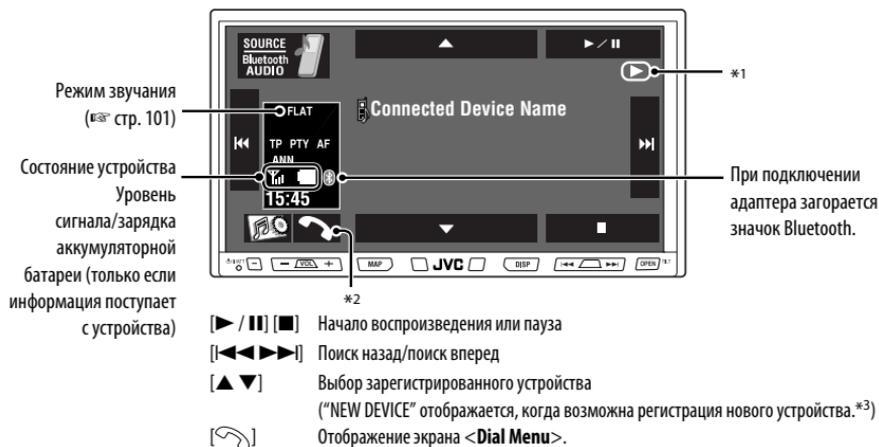 SOURCE
Bluetooth
AUDIO
▲
►/II
*1
Режим звучания
(☞ стр. 101)
FLAT
Connected Device Name
TP PTY AF
ANN
15:45
Состояние устройства
Уровень
сигнала/зарядка
аккумуляторной
батареи (только если
информация поступает
с устройства)
При подключении
адаптера загорается
значок Bluetooth.
▼
■
− VOL +
MAP
JVC
DISP
OPEN
*2
[► / II] [■] Начало воспроизведения или пауза
[I◄◄ ►►I] Поиск назад/поиск вперед
[▲ ▼] Выбор зарегистрированного устройства
(“NEW DEVICE” отображается, когда возможна регистрация нового устройства.*3)
Отображение экрана <Dial Menu>.